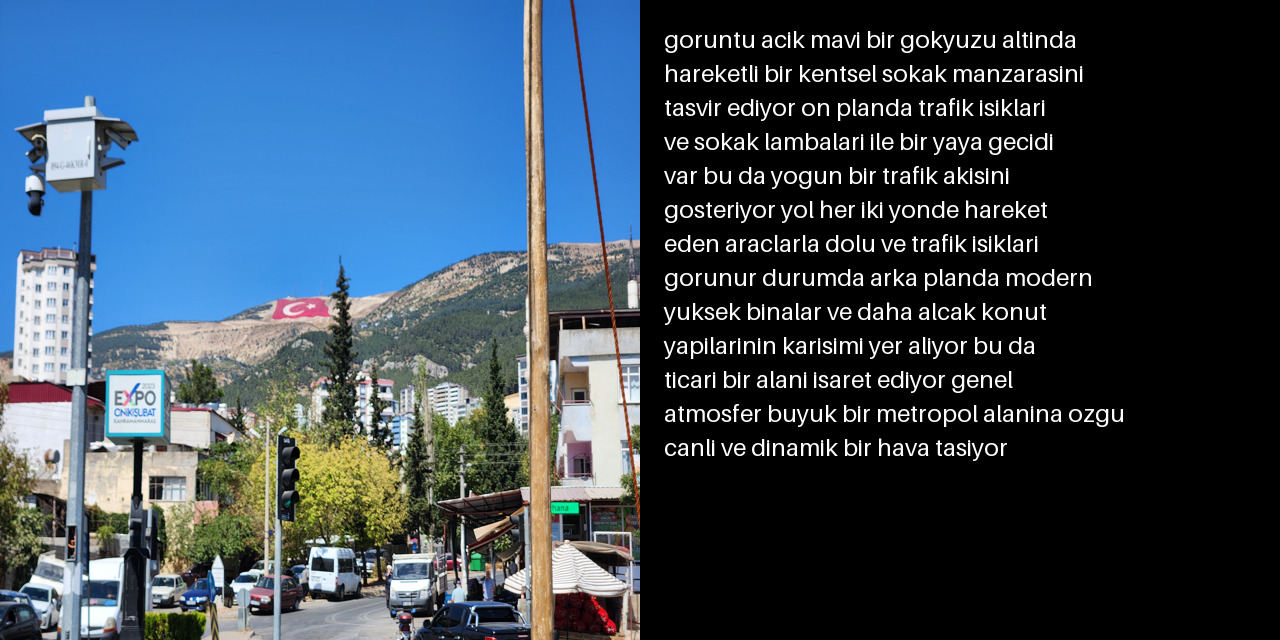 EXPO 2023
ONİKİŞUBAT
KAHRAMANMARAŞ
hana
goruntu acik mavi bir gokyuzu altinda
hareketli bir kentsel sokak manzarasini
tasvir ediyor on planda trafik isiklari
ve sokak lambalari ile bir yaya gecidi
var bu da yogun bir trafik akisini
gosteriyor yol her iki yonde hareket
eden araclarla dolu ve trafik isiklari
gorunur durumda arka planda modern
yuksek binalar ve daha alcak konut
yapilarinin karisimi yer aliyor bu da
ticari bir alani isaret ediyor genel
atmosfer buyuk bir metropol alanina ozgu
canli ve dinamik bir hava tasiyor